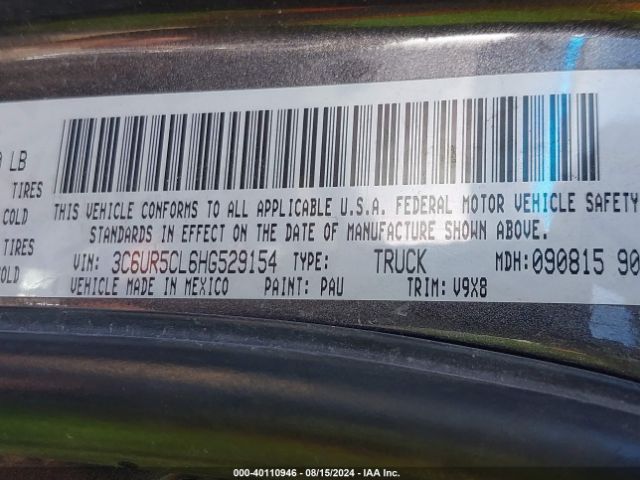 LB
TIRES
COLD
TIRES
COLD
THIS VEHICLE CONFORMS TO ALL APPLICABLE U.S.A. FEDERAL MOTOR VEHICLE SAFETY
STANDARDS IN EFFECT ON THE DATE OF MANUFACTURE SHOWN ABOVE.
VIN: 3C6UR5CL6HG529154 TYPE: TRUCK MDH:090815 90
VEHICLE MADE IN MEXICO PAINT: PAU TRIM: V9X8
(000-40110946 - 08/15/2024 - IAA Inc.)